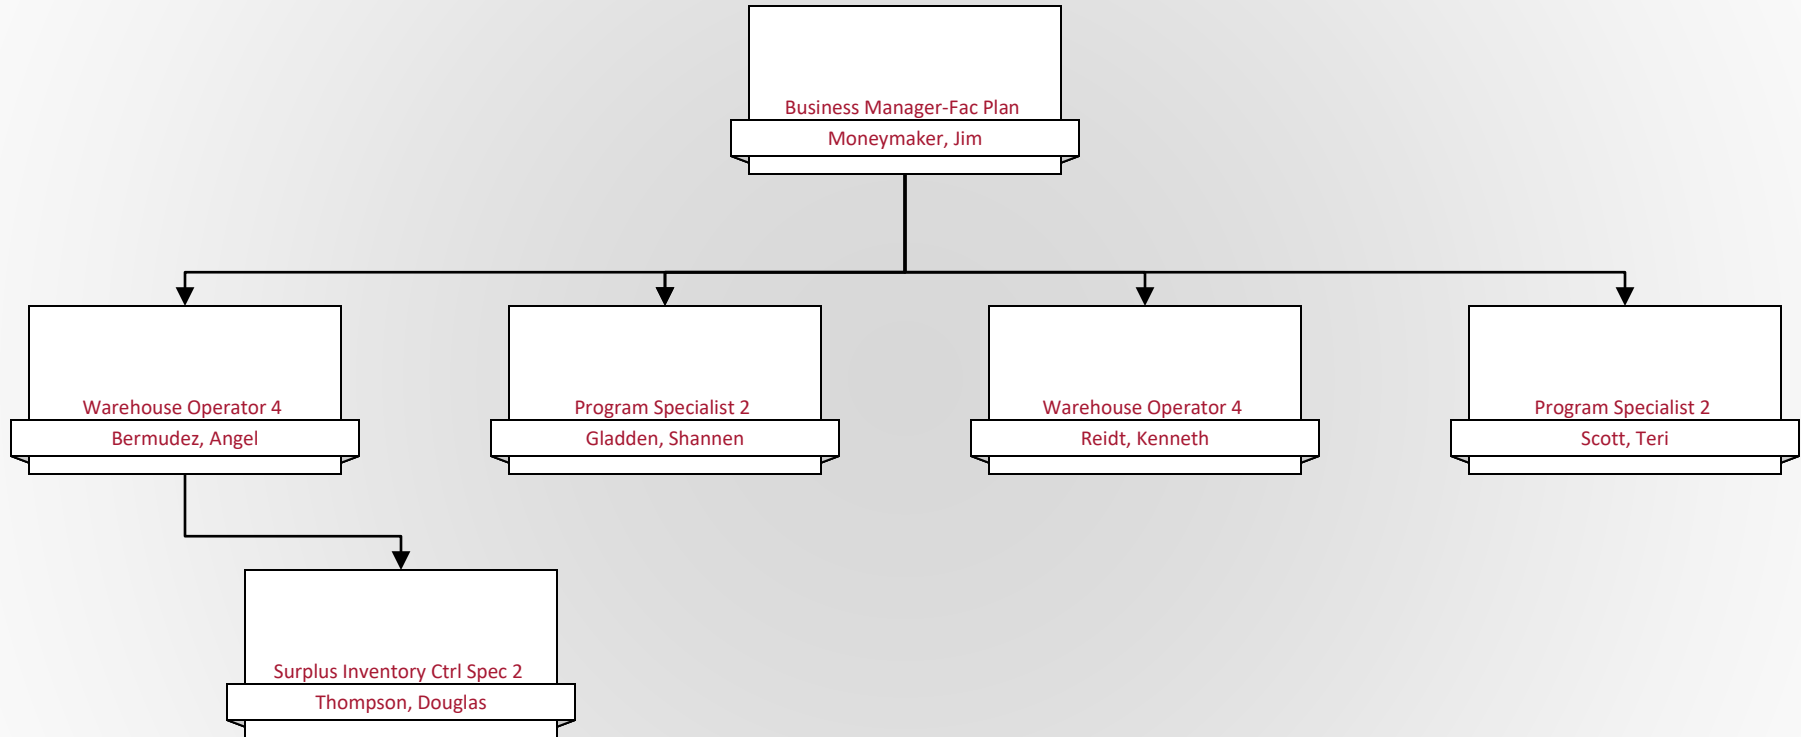 Business Manager-Fac Plan
Moneymaker, Jim
Warehouse Operator 4
Bermudez, Angel
Program Specialist 2
Gladden, Shannen
Warehouse Operator 4
Reidt, Kenneth
Program Specialist 2
Scott, Teri
Surplus Inventory Ctrl Spec 2
Thompson, Douglas